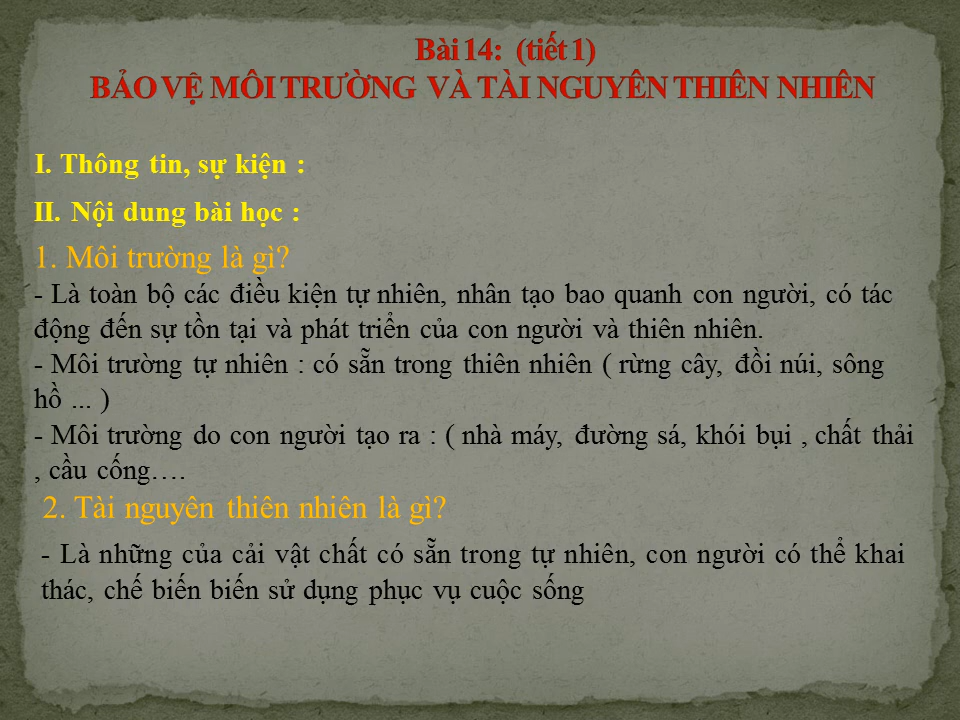 Bài 14: (tiết 1)
BẢO VỆ MÔI TRƯỜNG VÀ TÀI NGUYÊN THIÊN NHIÊN
I. Thông tin, sự kiện :
II. Nội dung bài học :
1. Môi trường là gì?
- Là toàn bộ các điều kiện tự nhiên, nhân tạo bao quanh con người, có tác
động đến sự tồn tại và phát triển của con người và thiên nhiên.
- Môi trường tự nhiên : có sẵn trong thiên nhiên ( rừng cây, đồi núi, sông
hồ ... )
- Môi trường do con người tạo ra : ( nhà máy, đường sá, khói bụi , chất thải
, cầu cống….
2. Tài nguyên thiên nhiên là gì?
- Là những của cải vật chất có sẵn trong tự nhiên, con người có thể khai
thác, chế biến biến sử dụng phục vụ cuộc sống